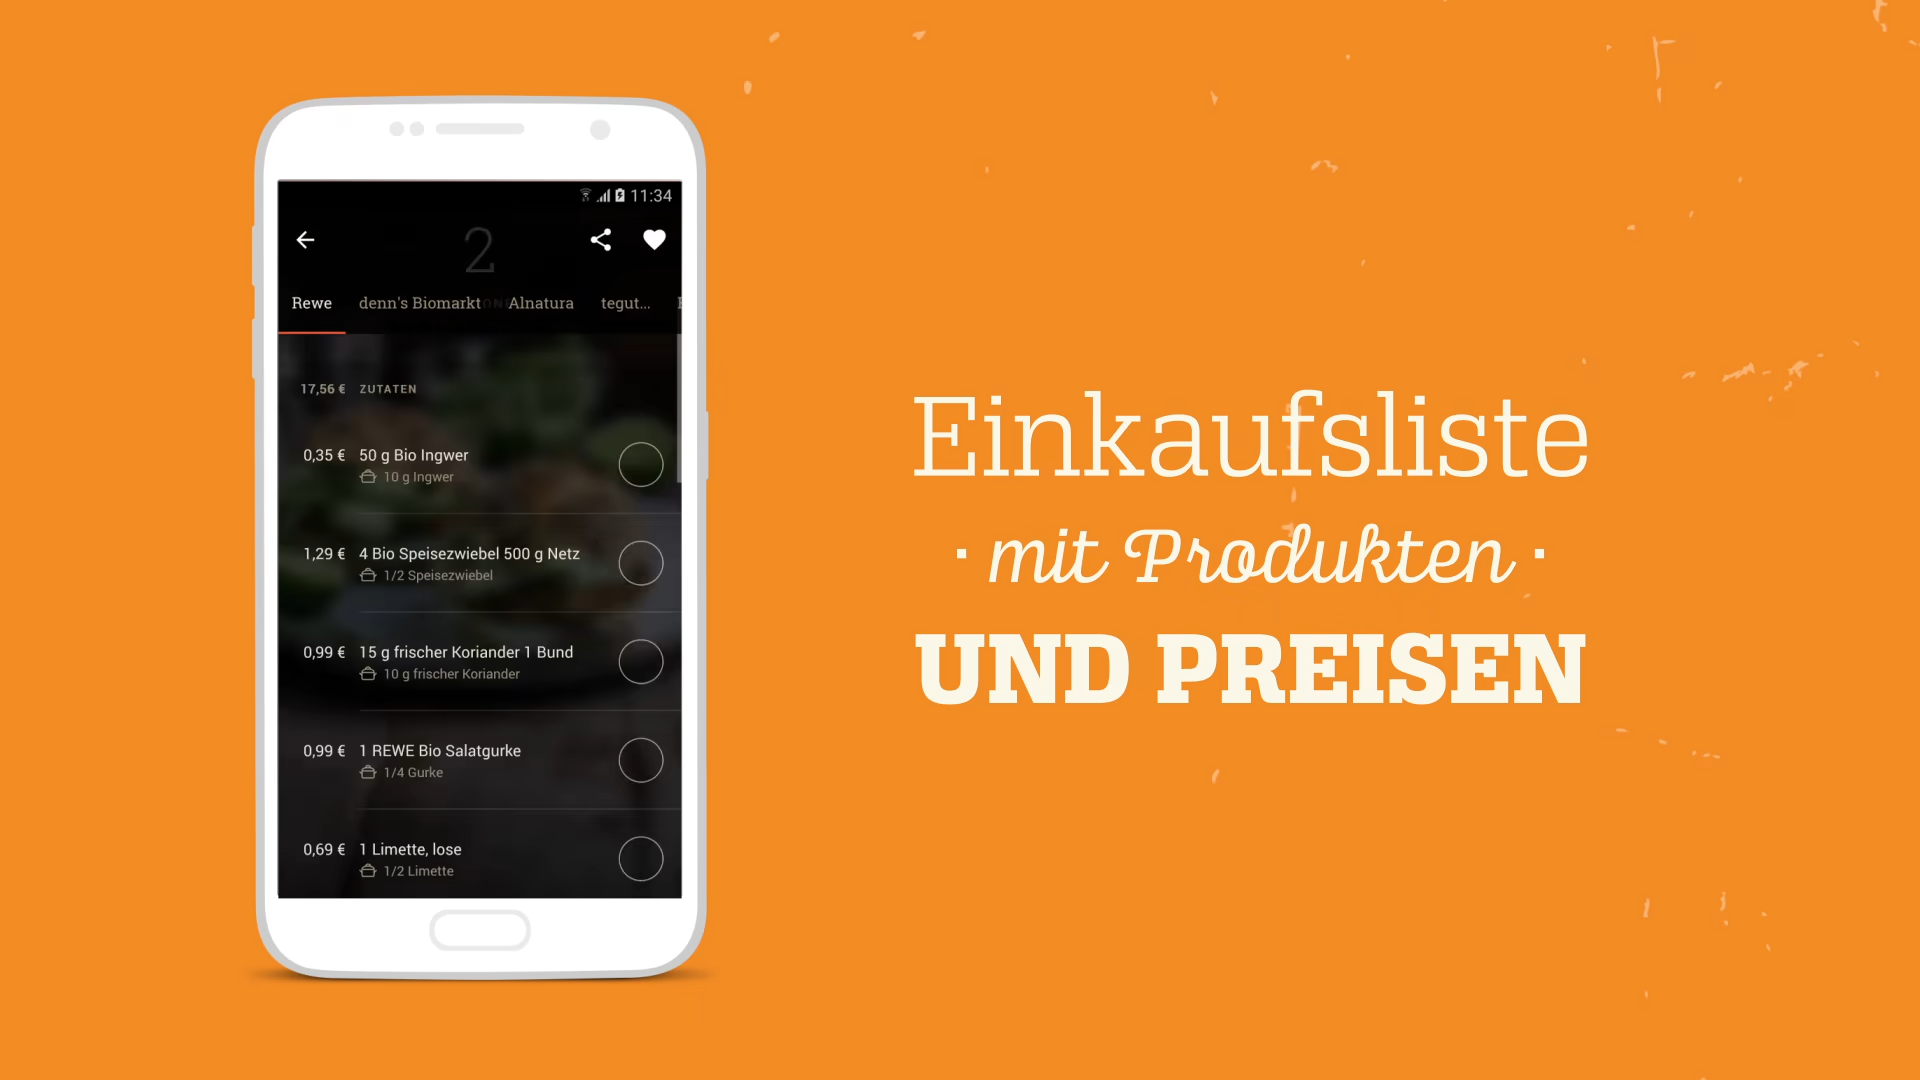 11:34
2
Rewe denn's Biomarkt Alnatura tegut...
17,56 € ZUTATEN
0,35 € 50 g Bio Ingwer
10 g Ingwer
1,29 € 4 Bio Speisezwiebel 500 g Netz
1/2 Speisezwiebel
0,99 € 15 g frischer Koriander 1 Bund
10 g frischer Koriander
0,99 € 1 REWE Bio Salatgurke
1/4 Gurke
0,69 € 1 Limette, lose
1/2 Limette
Einkaufsliste
· mit Produkten ·
UND PREISEN